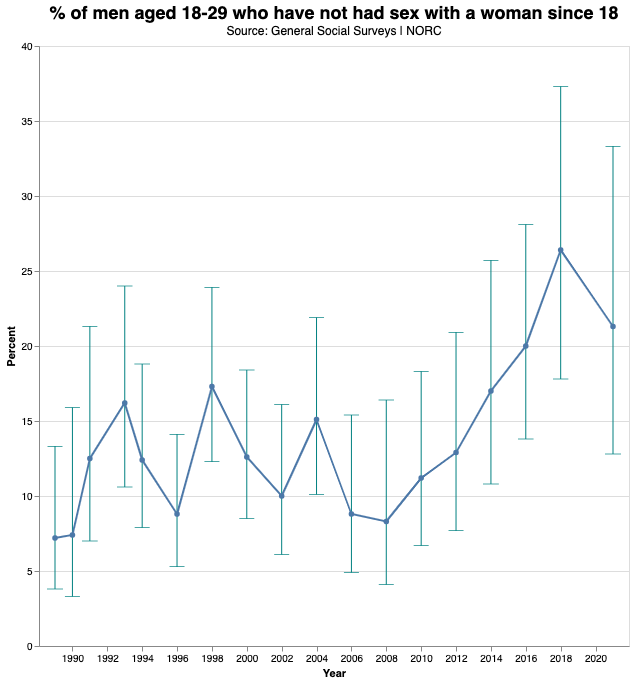 % of men aged 18-29 who have not had sex with a woman since 18
Source: General Social Surveys | NORC
40
35
30
25
20
15
10
5
0
Percent
1990 1992 1994 1996 1998 2000 2002 2004 2006 2008 2010 2012 2014 2016 2018 2020
Year